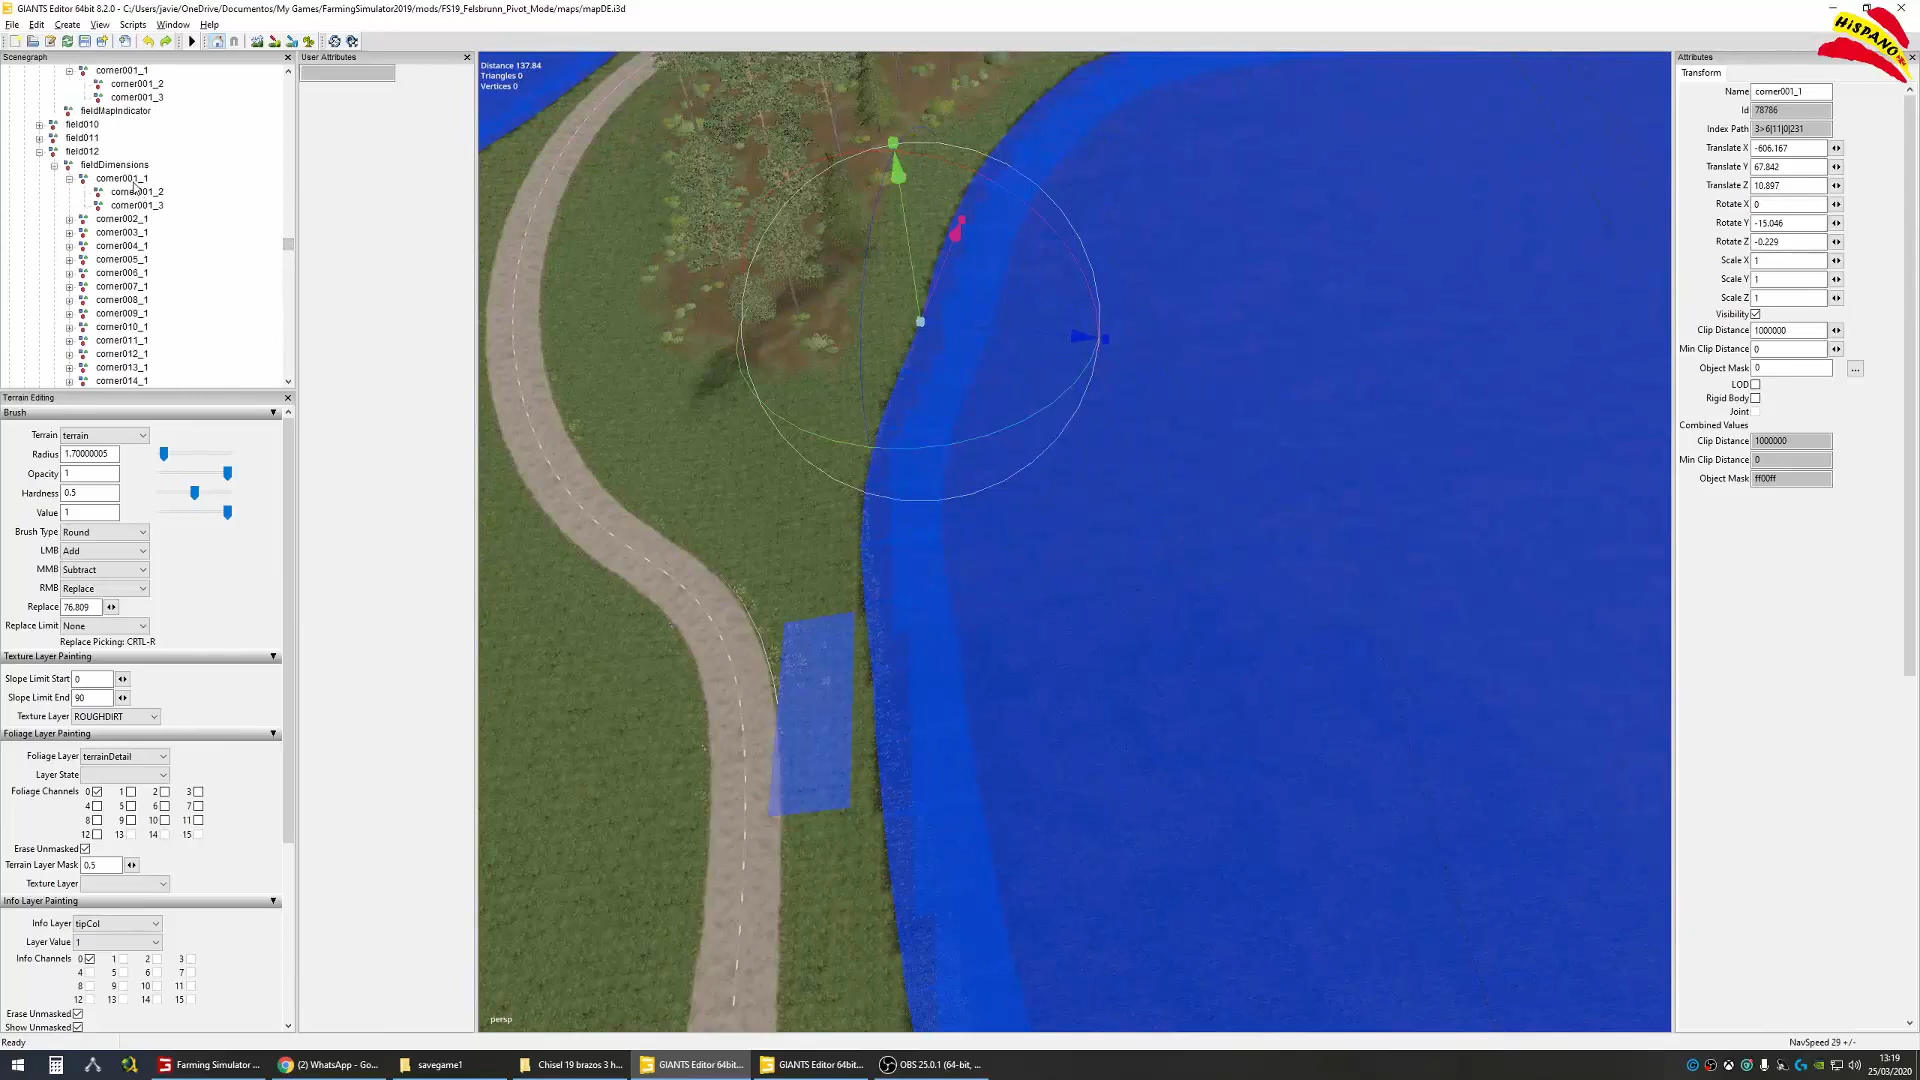 GIANTS Editor 64bit 8.2.0 - C:/Users/javie/OneDrive/Documentos/My Games/FarmingSimulator2019/mods/FS19_Felsbrunn_Pivot_Mode/maps/mapDE.i3d
HISPANO
File Edit Create View Scripts Window Help
Scenegraph
User Attributes
Attributes
Transform
corner001_1
corner001_2
corner001_3
fieldMapIndicator
field010
field011
field012
fieldDimensions
corner001_1
corner001_2
corner001_3
corner002_1
corner003_1
corner004_1
corner005_1
corner006_1
corner007_1
corner008_1
corner009_1
corner010_1
corner011_1
corner012_1
corner013_1
corner014_1
Distance 137.84
Triangles 0
Vertices 0
persp
Name corner001_1
Id 78786
Index Path 3>6|11|0|231
Translate X -606.167
Translate Y 67.842
Translate Z 10.897
Rotate X 0
Rotate Y -15.046
Rotate Z -0.229
Scale X 1
Scale Y 1
Scale Z 1
Visibility
Clip Distance 1000000
Min Clip Distance 0
Object Mask 0 ...
LOD
Rigid Body
Joint
Combined Values
Clip Distance 1000000
Min Clip Distance 0
Object Mask ff00ff
Terrain Editing
Brush
Terrain terrain
Radius 1.70000005
Opacity 1
Hardness 0.5
Value 1
Brush Type Round
LMB Add
MMB Subtract
RMB Replace
Replace 76.809
Replace Limit None
Replace Picking: CRTL-R
Texture Layer Painting
Slope Limit Start 0
Slope Limit End 90
Texture Layer ROUGHDIRT
Foliage Layer Painting
Foliage Layer terrainDetail
Layer State
Foliage Channels 0 1 2 3
4 5 6 7
8 9 10 11
12 13 14 15
Erase Unmasked
Terrain Layer Mask 0.5
Texture Layer
Info Layer Painting
Info Layer tipCol
Layer Value 1
Info Channels 0 1 2 3
4 5 6 7
8 9 10 11
12 13 14 15
Erase Unmasked
Show Unmasked
Ready
NavSpeed 29 +/-
Farming Simulator ...
(2) WhatsApp - Go...
savegame1
Chisel 19 brazos 3 h...
GIANTS Editor 64bit...
GIANTS Editor 64bit...
OBS 25.0.1 (64-bit, ...
13:19
25/03/2020